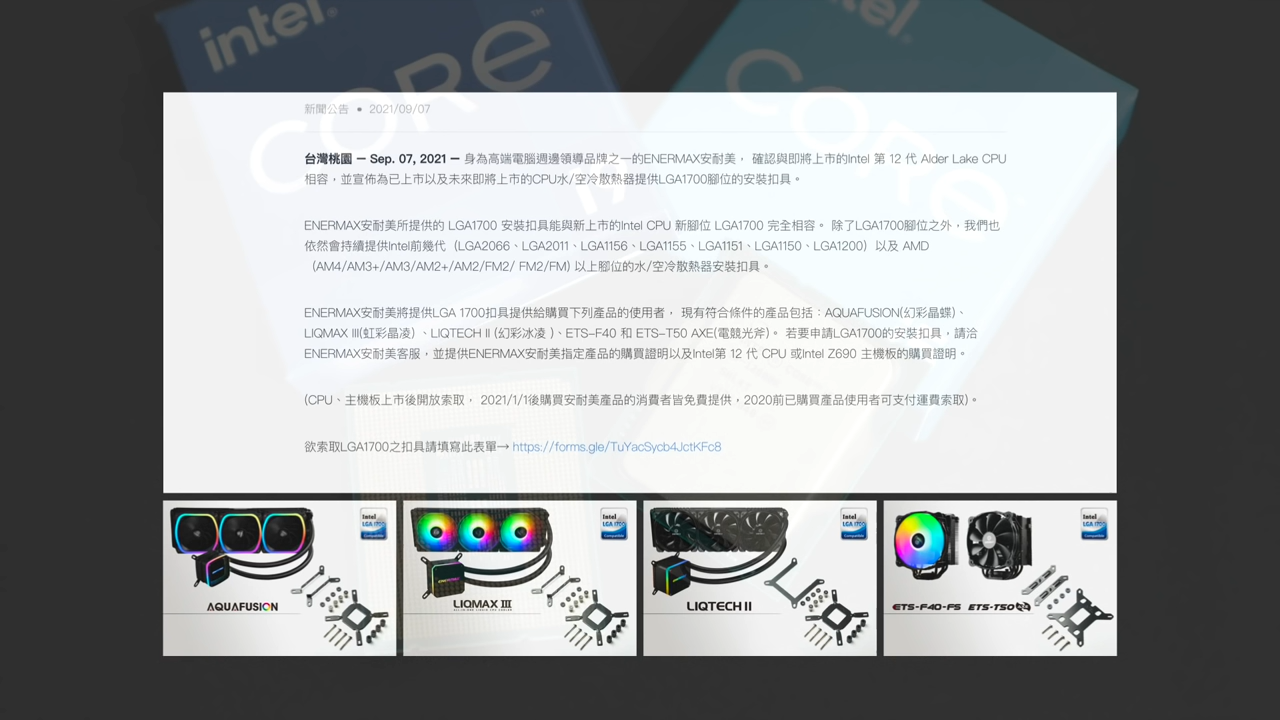 intel
CORE™
intel.
CORe
新聞公告 • 2021/09/07
台灣桃園 — Sep. 07, 2021 — 身為高端電腦週邊領導品牌之一的ENERMAX安耐美， 確認與即將上市的Intel 第 12 代 Alder Lake CPU
相容，並宣佈為已上市以及未來即將上市的CPU水/空冷散熱器提供LGA1700腳位的安裝扣具。
ENERMAX安耐美所提供的 LGA1700 安裝扣具能與新上市的Intel CPU 新腳位 LGA1700 完全相容。 除了LGA1700腳位之外，我們也
依然會持續提供Intel前幾代（LGA2066、LGA2011、LGA1156、LGA1155、LGA1151、LGA1150、LGA1200）以及 AMD
（AM4/AM3+/AM3/AM2+/AM2/FM2/ FM2/FM) 以上腳位的水/空冷散熱器安裝扣具。
ENERMAX安耐美將提供LGA 1700扣具提供給購買下列產品的使用者， 現有符合條件的產品包括：AQUAFUSION(幻彩晶蝶)、
LIQMAX III(虹彩晶凌) 、LIQTECH II (幻彩冰凌 )、ETS-F40 和 ETS-T50 AXE(電競光斧)。 若要申請LGA1700的安裝扣具，請洽
ENERMAX安耐美客服，並提供ENERMAX安耐美指定產品的購買證明以及Intel第 12 代 CPU 或Intel Z690 主機板的購買證明。
(CPU、主機板上市後開放索取， 2021/1/1後購買安耐美產品的消費者皆免費提供，2020前已購買產品使用者可支付運費索取)。
欲索取LGA1700之扣具請填寫此表單→ https://forms.gle/TuYacSycb4JctKFc8
Intel
LGA 1700
Compatible
AQUAFUSION
Intel
LGA 1700
Compatible
LIQMAX III
Intel
LGA 1700
Compatible
LIQTECH II
Intel
LGA 1700
Compatible
ETS-F40-FS ETS-T50